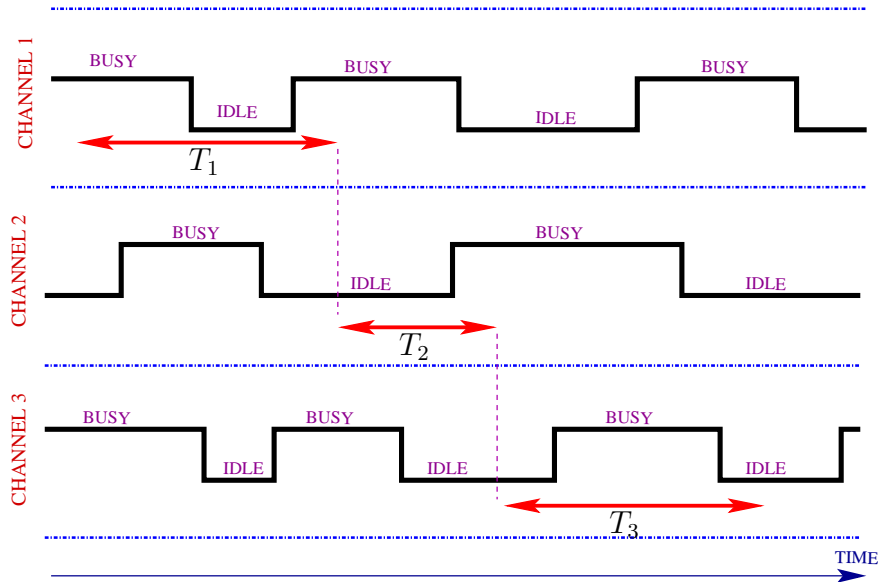 CHANNEL 1
BUSY
IDLE
BUSY
IDLE
BUSY
T1
CHANNEL 2
BUSY
IDLE
BUSY
IDLE
T2
CHANNEL 3
BUSY
IDLE
BUSY
IDLE
BUSY
IDLE
T3
TIME